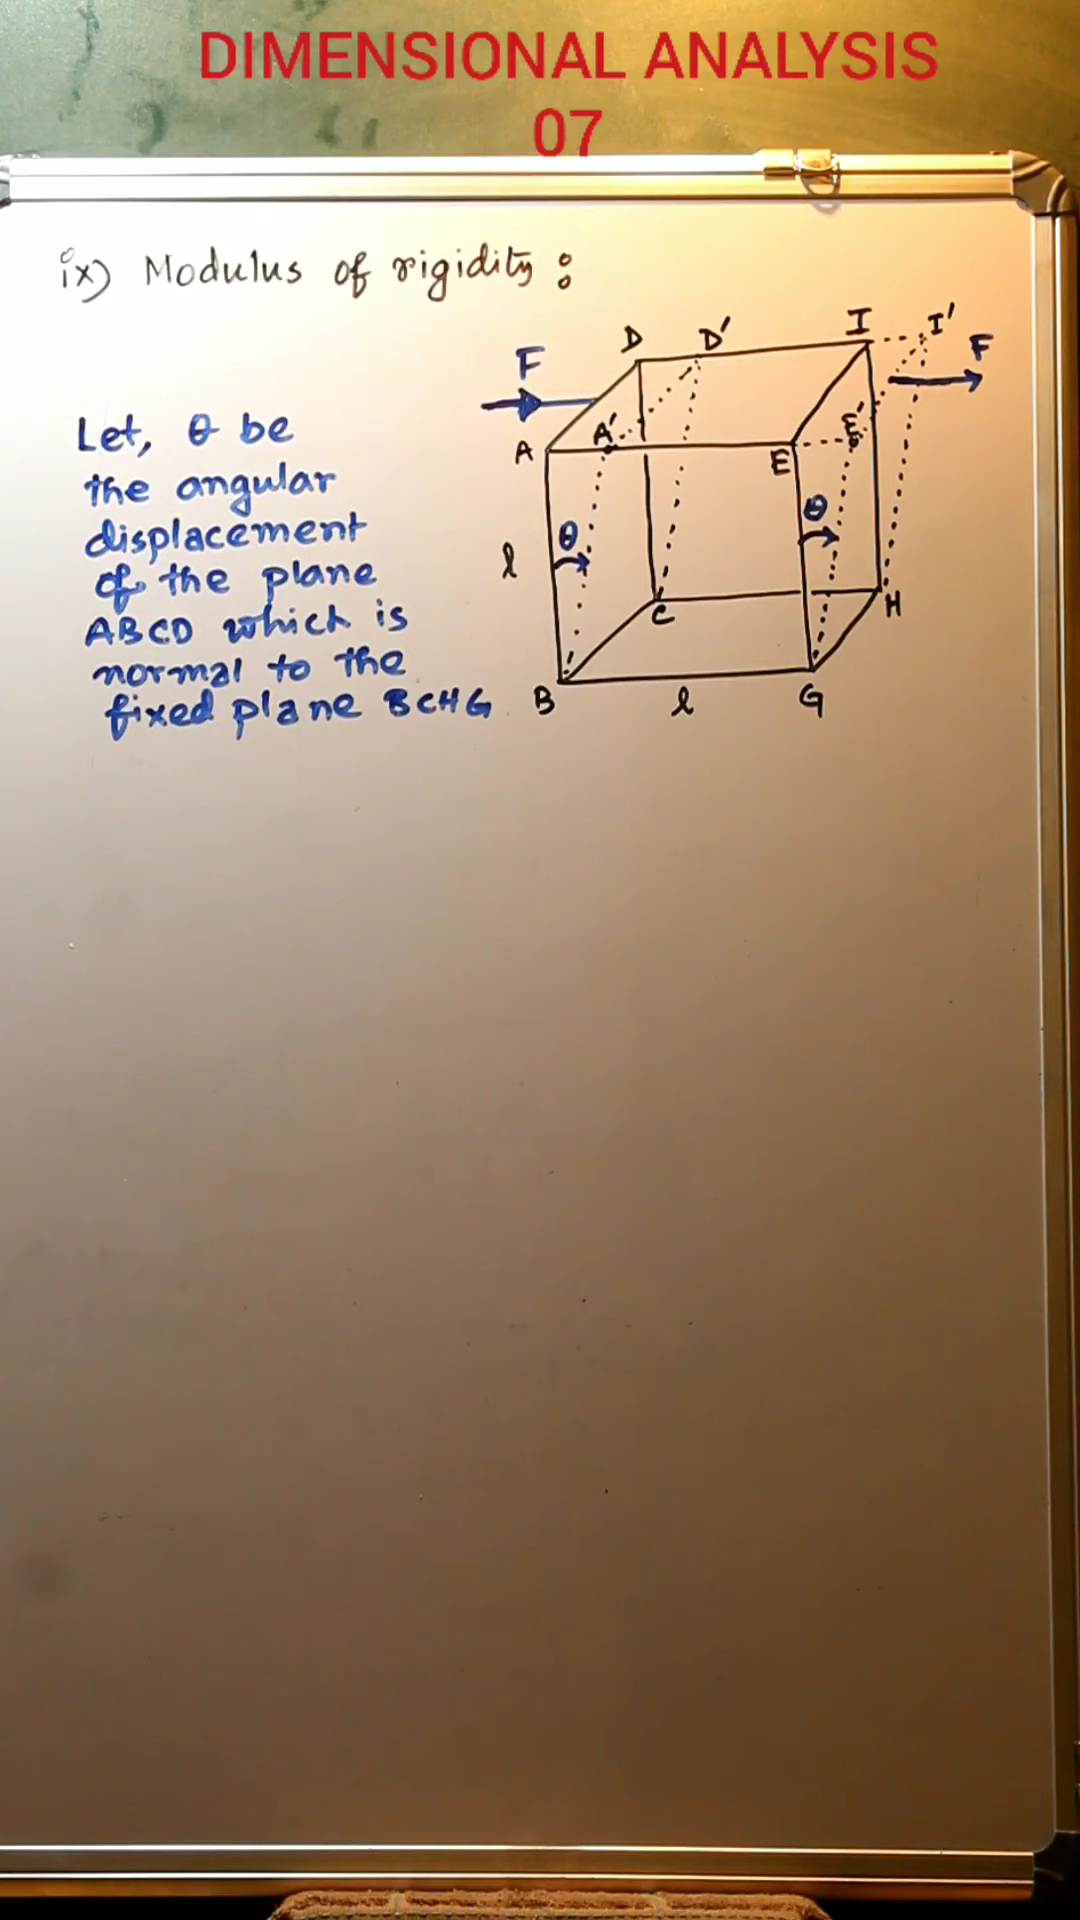 DIMENSIONAL ANALYSIS
07
ix) Modulus of rigidity :
D D' I I'
F F
A A' E E'
Let, θ be
the angular
displacement
of the plane
ABCD which is
normal to the
fixed plane BCHG
θ θ
l
C H
B l G